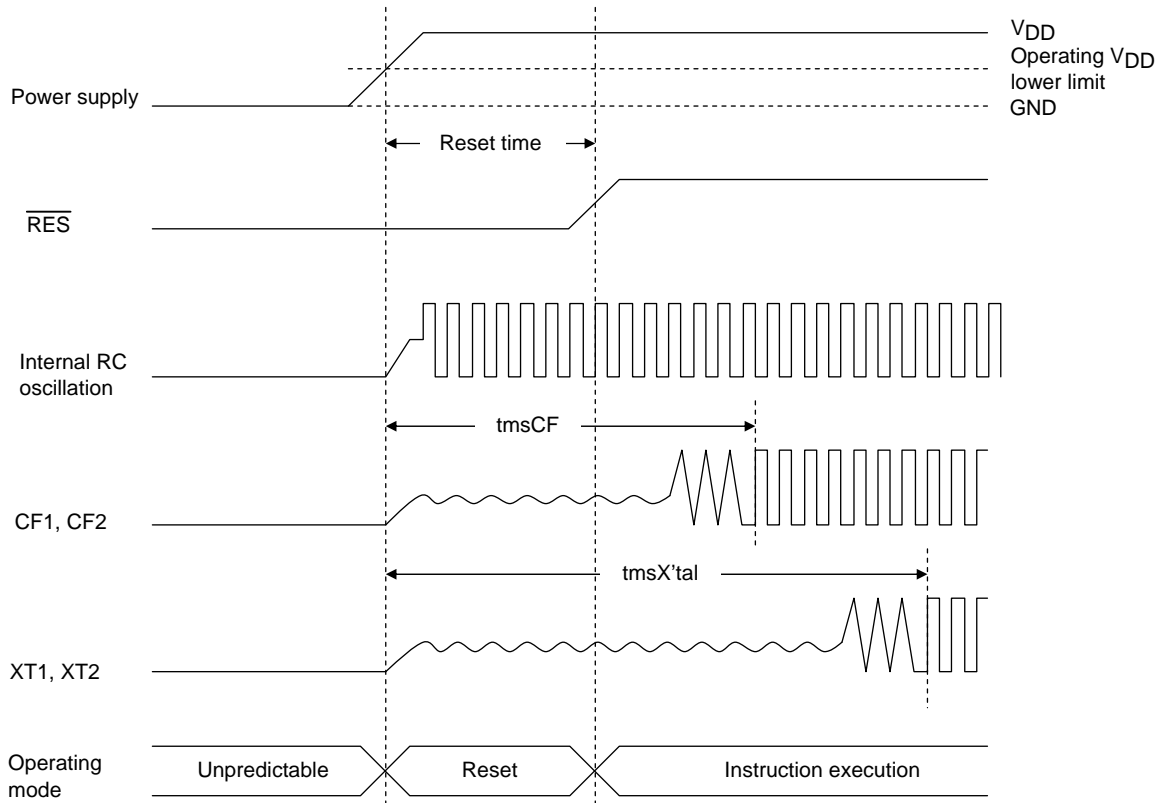 VDD
Operating VDD
lower limit
GND
Power supply
Reset time
RES
Internal RC
oscillation
tmsCF
CF1, CF2
tmsX'tal
XT1, XT2
Operating
mode
Unpredictable
Reset
Instruction execution